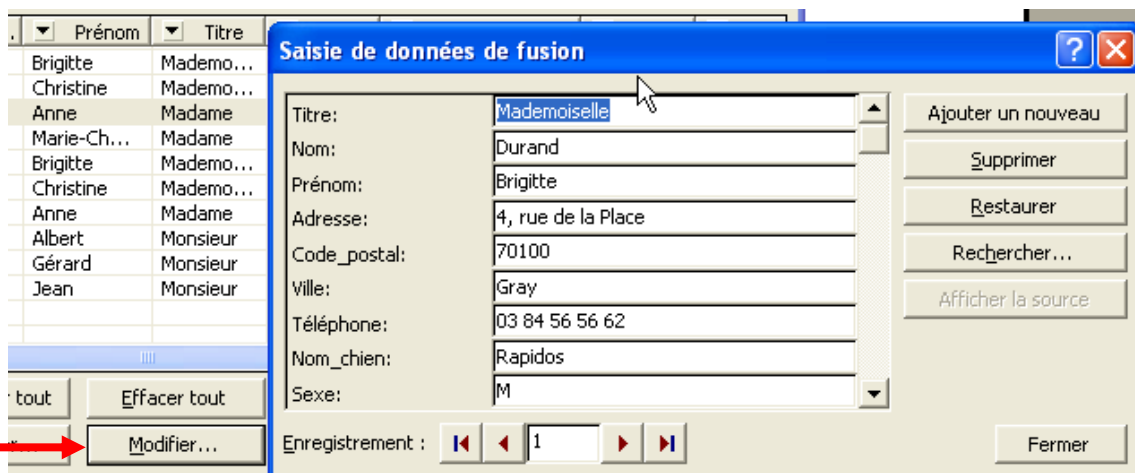 Prénom Titre
Brigitte Mademo...
Christine Mademo...
Anne Madame
Marie-Ch... Madame
Brigitte Mademo...
Christine Mademo...
Anne Madame
Albert Monsieur
Gérard Monsieur
Jean Monsieur
tout Effacer tout
Modifier...
Saisie de données de fusion
Titre: Mademoiselle
Nom: Durand
Prénom: Brigitte
Adresse: 4, rue de la Place
Code_postal: 70100
Ville: Gray
Téléphone: 03 84 56 56 62
Nom_chien: Rapidos
Sexe: M
Enregistrement : 1
Ajouter un nouveau
Supprimer
Restaurer
Rechercher...
Afficher la source
Fermer